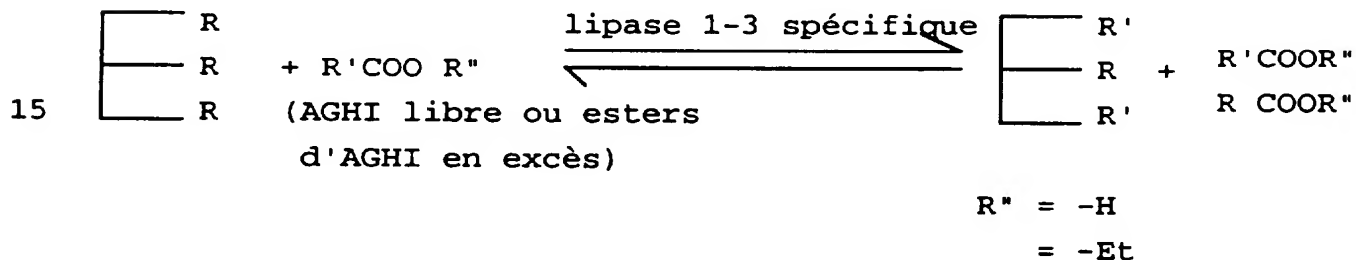 R lipase 1-3 spécifique R'
R + R'COO R" R + R'COOR"
15 R (AGHI libre ou esters R' R COOR"
d'AGHI en excès)
R" = -H
= -Et